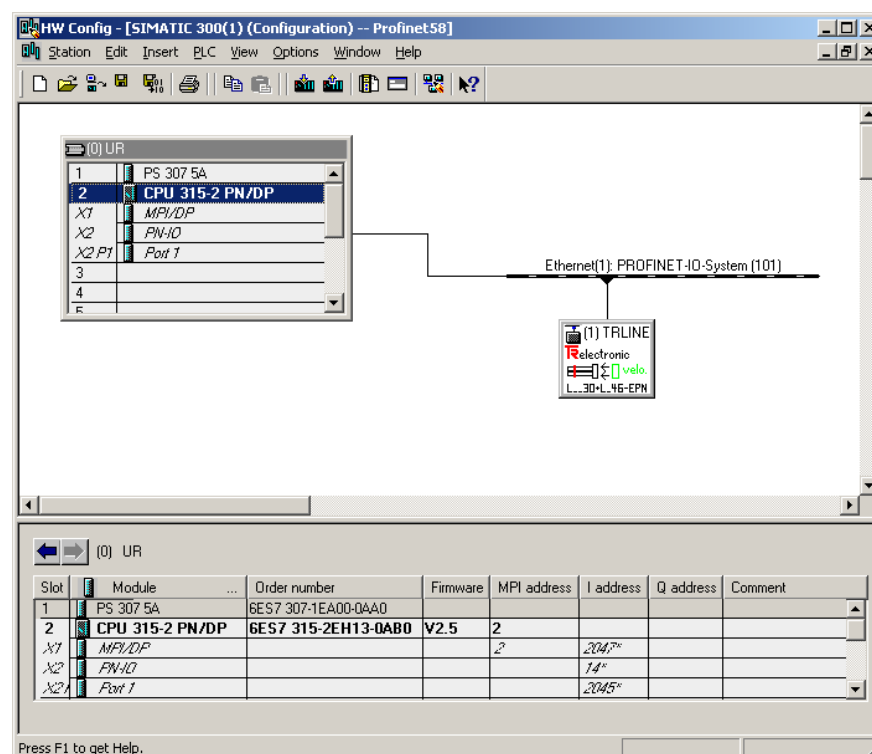 HW Config - [SIMATIC 300(1) (Configuration) -- Profinet58]
Station Edit Insert PLC View Options Window Help
(0) UR
1 PS 307 5A
2 CPU 315-2 PN/DP
X1 MPI/DP
X2 PN-IO
X2 P1 Port 1
3
4
5
Ethernet(1): PROFINET-IO-System (101)
(1) TRLINE
TRelectronic
velo.
L__30+L_46-EPN
(0) UR
Slot Module ... Order number Firmware MPI address I address Q address Comment
1 PS 307 5A 6ES7 307-1EA00-0AA0
2 CPU 315-2 PN/DP 6ES7 315-2EH13-0AB0 V2.5 2
X1 MPI/DP 2 2047*
X2 PN-IO 14*
X2 Port 1 2045*
Press F1 to get Help.